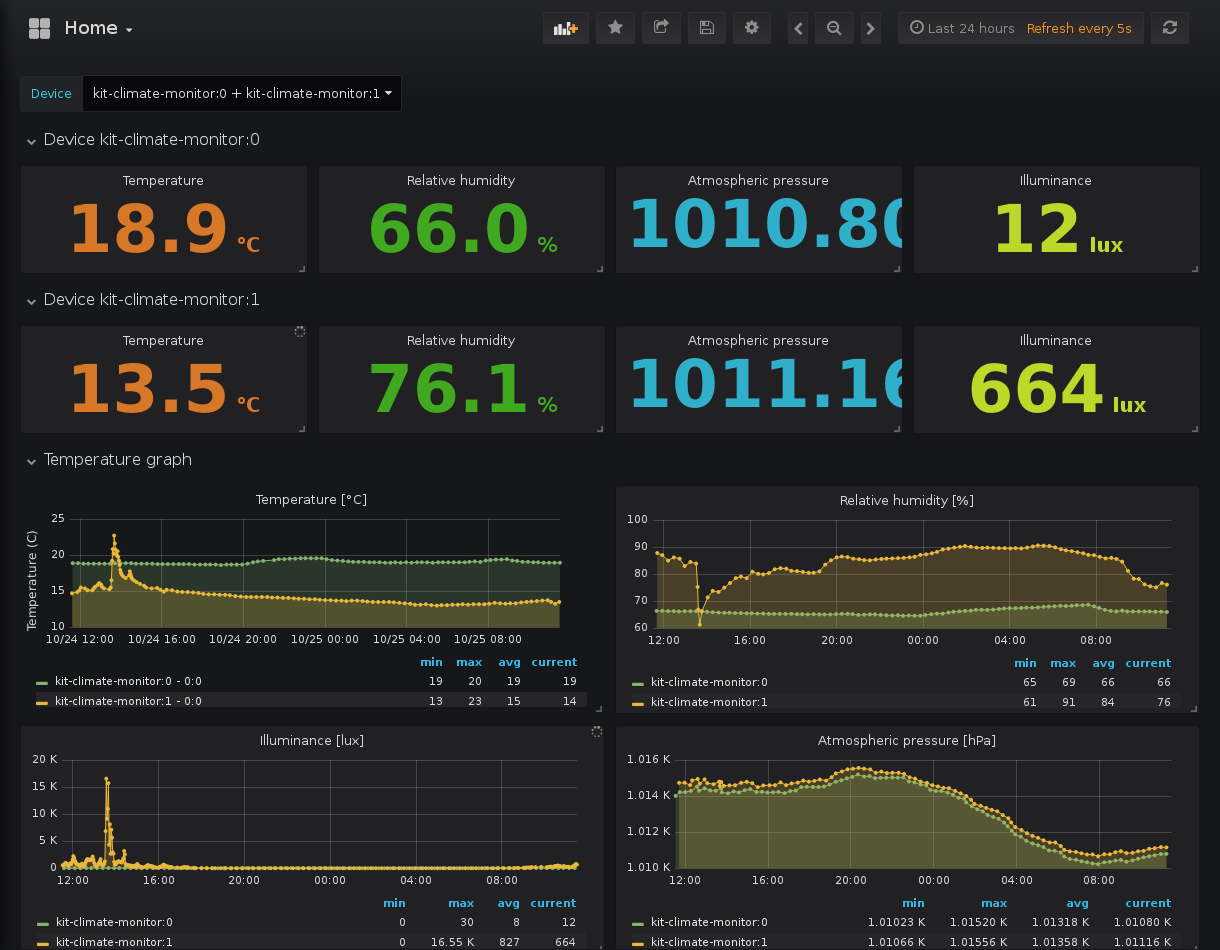 Home
Last 24 hours Refresh every 5s
Device kit-climate-monitor:0 + kit-climate-monitor:1
Device kit-climate-monitor:0
Temperature Relative humidity Atmospheric pressure Illuminance
18.9 °C 66.0 % 1010.80 12 lux
Device kit-climate-monitor:1
Temperature Relative humidity Atmospheric pressure Illuminance
13.5 °C 76.1 % 1011.16 664 lux
Temperature graph
Temperature [°C]
Temperature (C)
25
20
15
10
10/24 12:00 10/24 16:00 10/24 20:00 10/25 00:00 10/25 04:00 10/25 08:00
min max avg current
kit-climate-monitor:0 - 0:0 19 20 19 19
kit-climate-monitor:1 - 0:0 13 23 15 14
Relative humidity [%]
100
90
80
70
60
12:00 16:00 20:00 00:00 04:00 08:00
min max avg current
kit-climate-monitor:0 65 69 66 66
kit-climate-monitor:1 61 91 84 76
Illuminance [lux]
20 K
15 K
10 K
5 K
0
12:00 16:00 20:00 00:00 04:00 08:00
min max avg current
kit-climate-monitor:0 0 30 8 12
kit-climate-monitor:1 0 16.55 K 827 664
Atmospheric pressure [hPa]
1.016 K
1.014 K
1.012 K
1.010 K
12:00 16:00 20:00 00:00 04:00 08:00
min max avg current
kit-climate-monitor:0 1.01023 K 1.01520 K 1.01318 K 1.01080 K
kit-climate-monitor:1 1.01066 K 1.01556 K 1.01358 K 1.01116 K